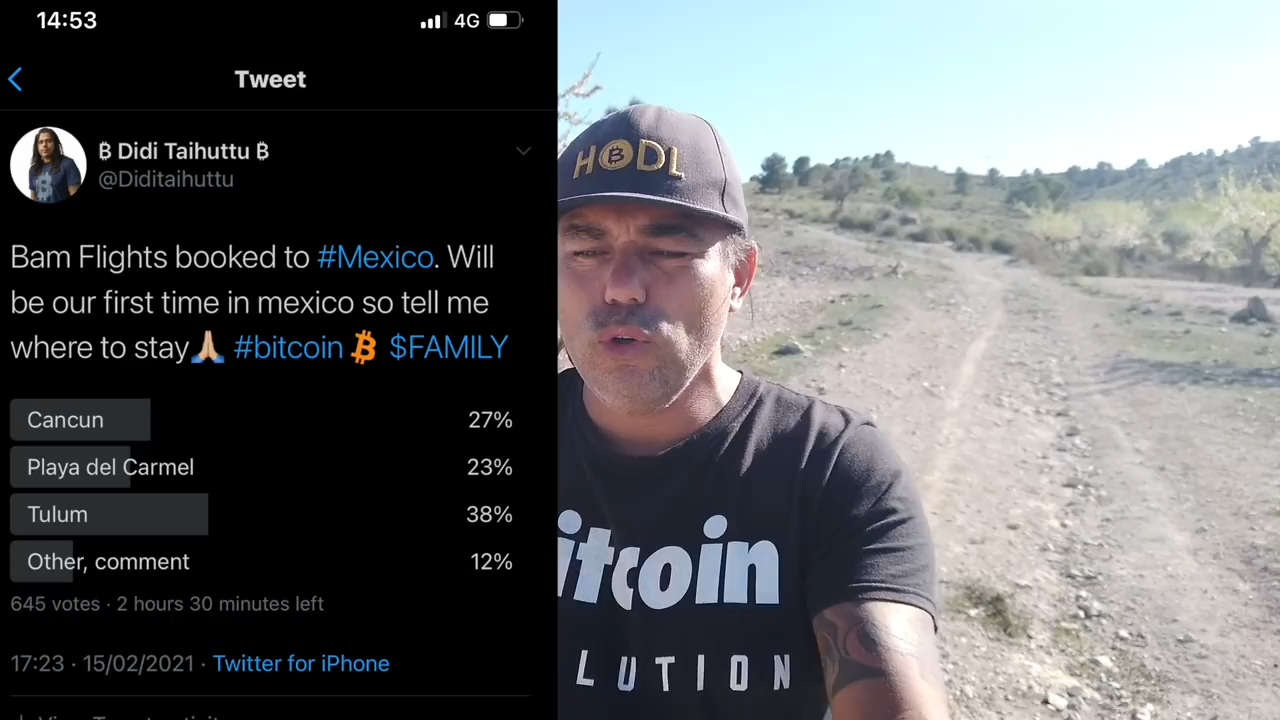 14:53
4G
Tweet
₿ Didi Taihuttu ₿
@Diditaihuttu
Bam Flights booked to #Mexico. Will
be our first time in mexico so tell me
where to stay🙏🏼 #bitcoin ₿ $FAMILY
Cancun 27%
Playa del Carmel 23%
Tulum 38%
Other, comment 12%
645 votes · 2 hours 30 minutes left
17:23 · 15/02/2021 · Twitter for iPhone
H₿DL
itcoin
LUTION